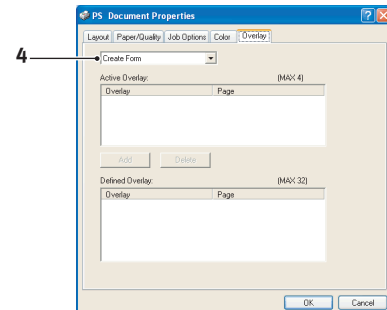 PS Document Properties
Layout Paper/Quality Job Options Color Overlay
4
Create Form
Active Overlay: (MAX 4)
Overlay Page
Add Delete
Defined Overlay: (MAX 32)
Overlay Page
OK Cancel